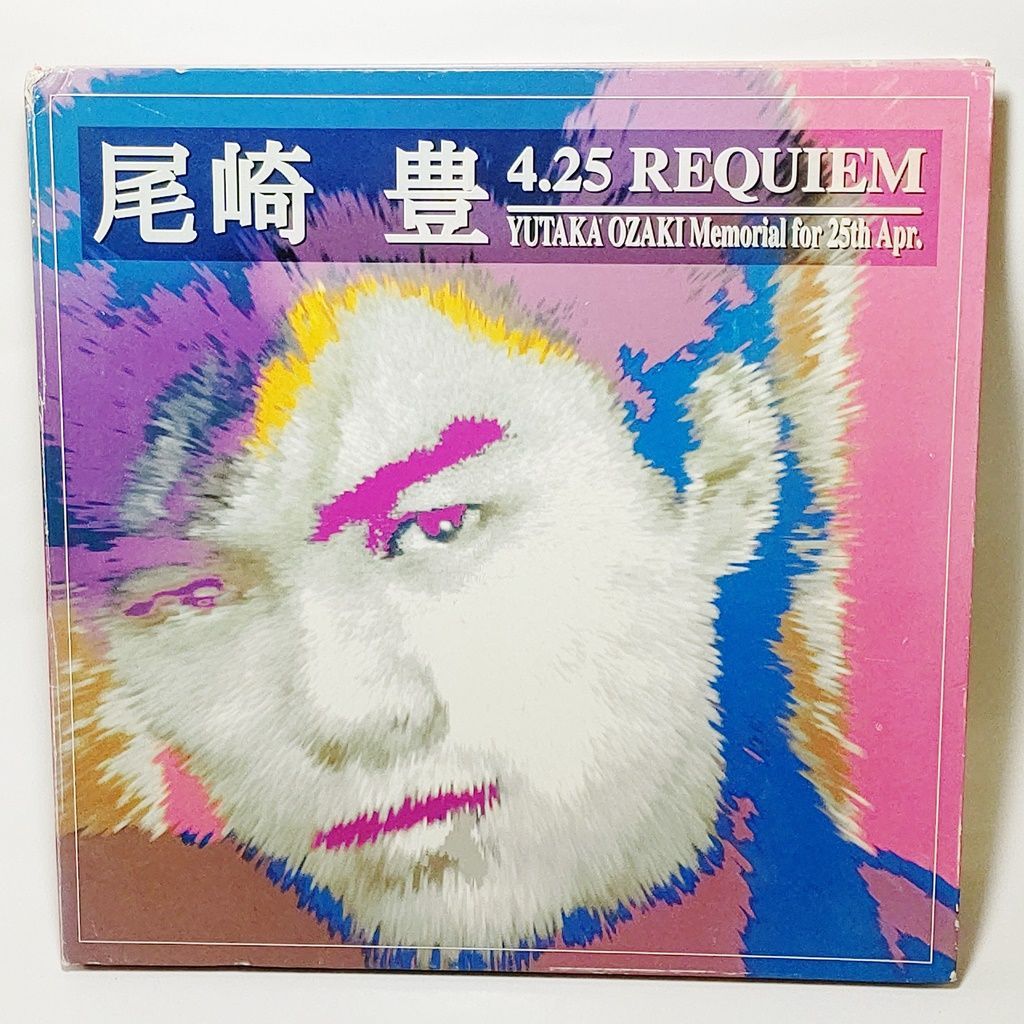 尾崎 豊
4.25 REQUIEM
YUTAKA OZAKI Memorial for 25th Apr.